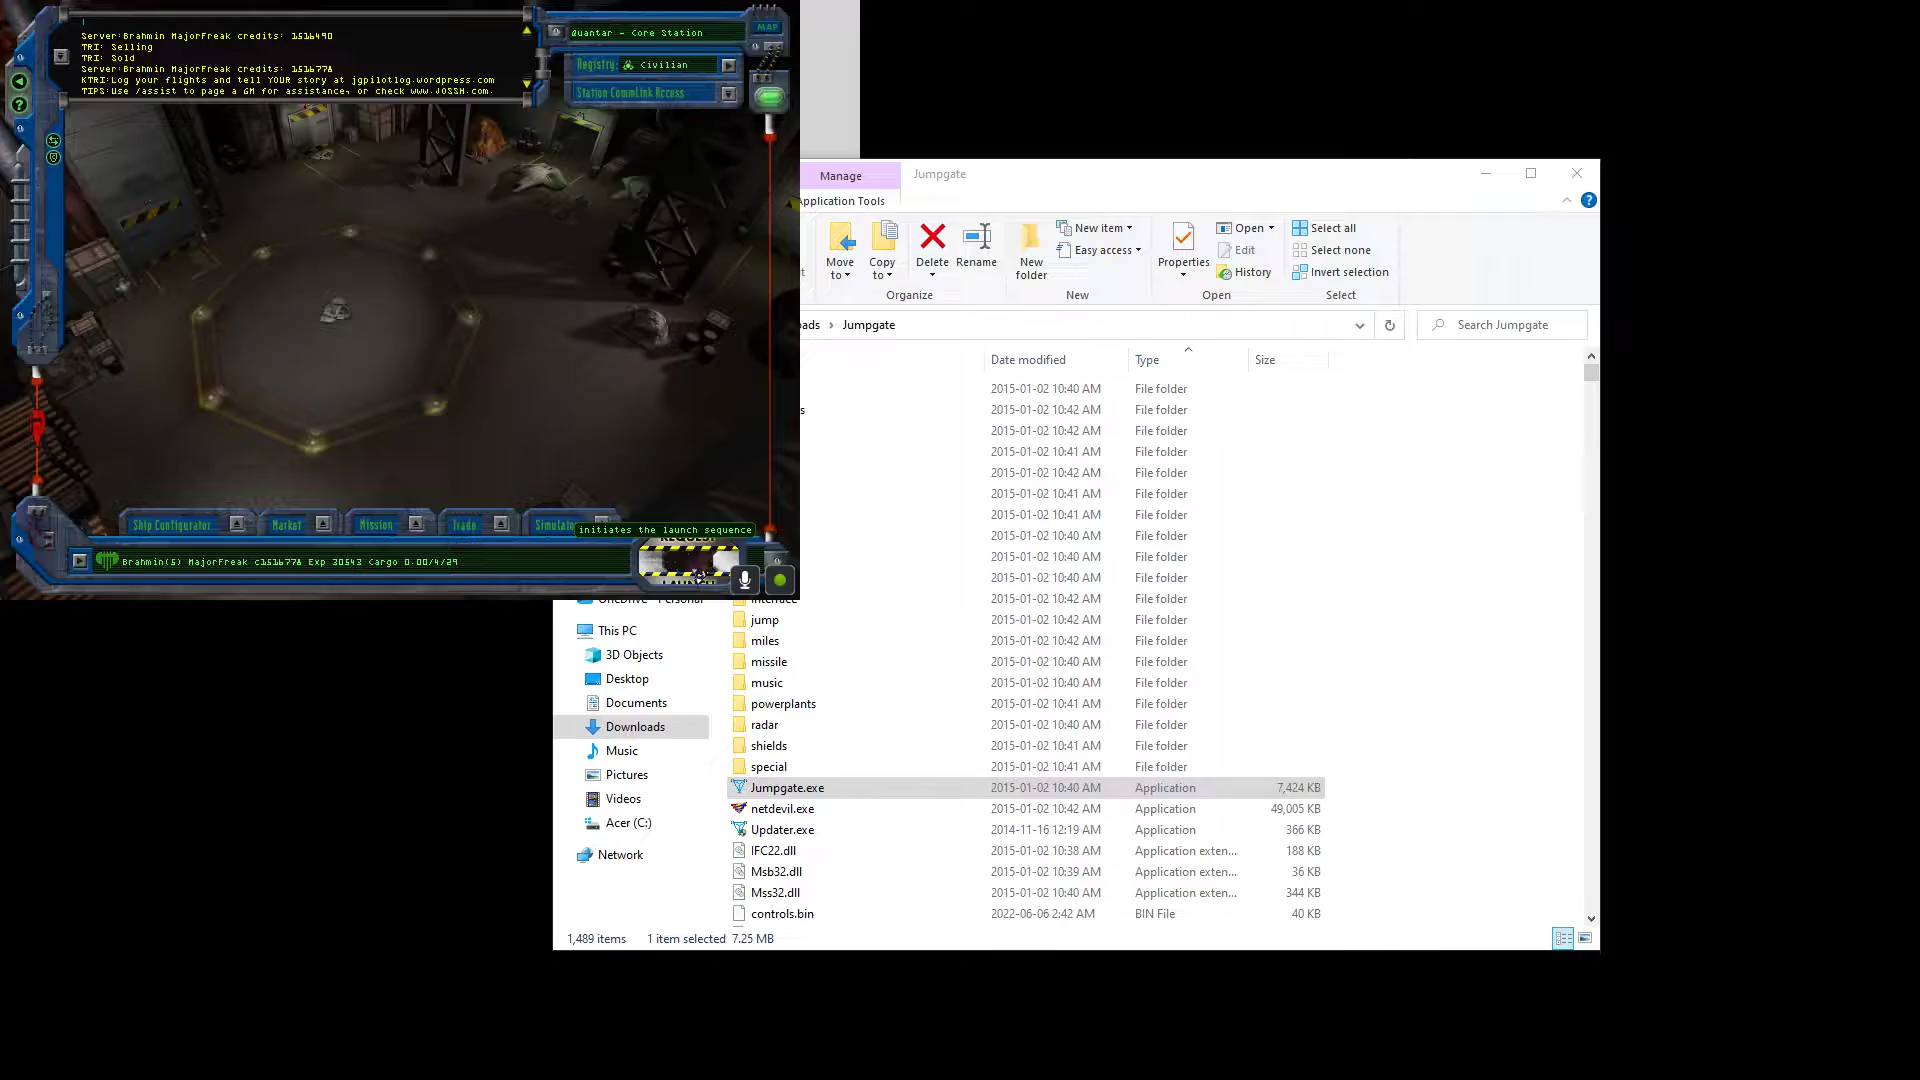 Server:Brahmin MajorFreak credits: 1516490
TRI: Selling
TRI: Sold
Server:Brahmin MajorFreak credits: 1516778
KTRI:Log your flights and tell YOUR story at jgpilotlog.wordpress.com
TIPS:Use /assist to page a GM for assistance, or check www.JOSSH.com.
MAP
Quantar - Core Station
Registry: Civilian
Station CommLink Access
Ship Configurator
Market
Mission
Trade
Simulator
initiates the launch sequence
Brahmin(S) MajorFreak c1516778 Exp 30543 Cargo 0.00/4/29
REQUEST
LAUNCH
Manage
Jumpgate
Application Tools
Move to
Copy to
Delete
Rename
New folder
New item
Easy access
Properties
Open
Edit
History
Select all
Select none
Invert selection
Organize
New
Open
Select
Jumpgate
Search Jumpgate
Date modified
Type
Size
2015-01-02 10:40 AM File folder
2015-01-02 10:42 AM File folder
2015-01-02 10:42 AM File folder
2015-01-02 10:41 AM File folder
2015-01-02 10:42 AM File folder
2015-01-02 10:41 AM File folder
2015-01-02 10:41 AM File folder
2015-01-02 10:40 AM File folder
2015-01-02 10:40 AM File folder
2015-01-02 10:40 AM File folder
interface 2015-01-02 10:42 AM File folder
jump 2015-01-02 10:42 AM File folder
miles 2015-01-02 10:42 AM File folder
missile 2015-01-02 10:40 AM File folder
music 2015-01-02 10:40 AM File folder
powerplants 2015-01-02 10:41 AM File folder
radar 2015-01-02 10:40 AM File folder
shields 2015-01-02 10:41 AM File folder
special 2015-01-02 10:41 AM File folder
Jumpgate.exe 2015-01-02 10:40 AM Application 7,424 KB
netdevil.exe 2015-01-02 10:42 AM Application 49,005 KB
Updater.exe 2014-11-16 12:19 AM Application 366 KB
IFC22.dll 2015-01-02 10:38 AM Application exten... 188 KB
Msb32.dll 2015-01-02 10:39 AM Application exten... 36 KB
Mss32.dll 2015-01-02 10:40 AM Application exten... 344 KB
controls.bin 2022-06-06 2:42 AM BIN File 40 KB
OneDrive - Personal
This PC
3D Objects
Desktop
Documents
Downloads
Music
Pictures
Videos
Acer (C:)
Network
1,489 items 1 item selected 7.25 MB